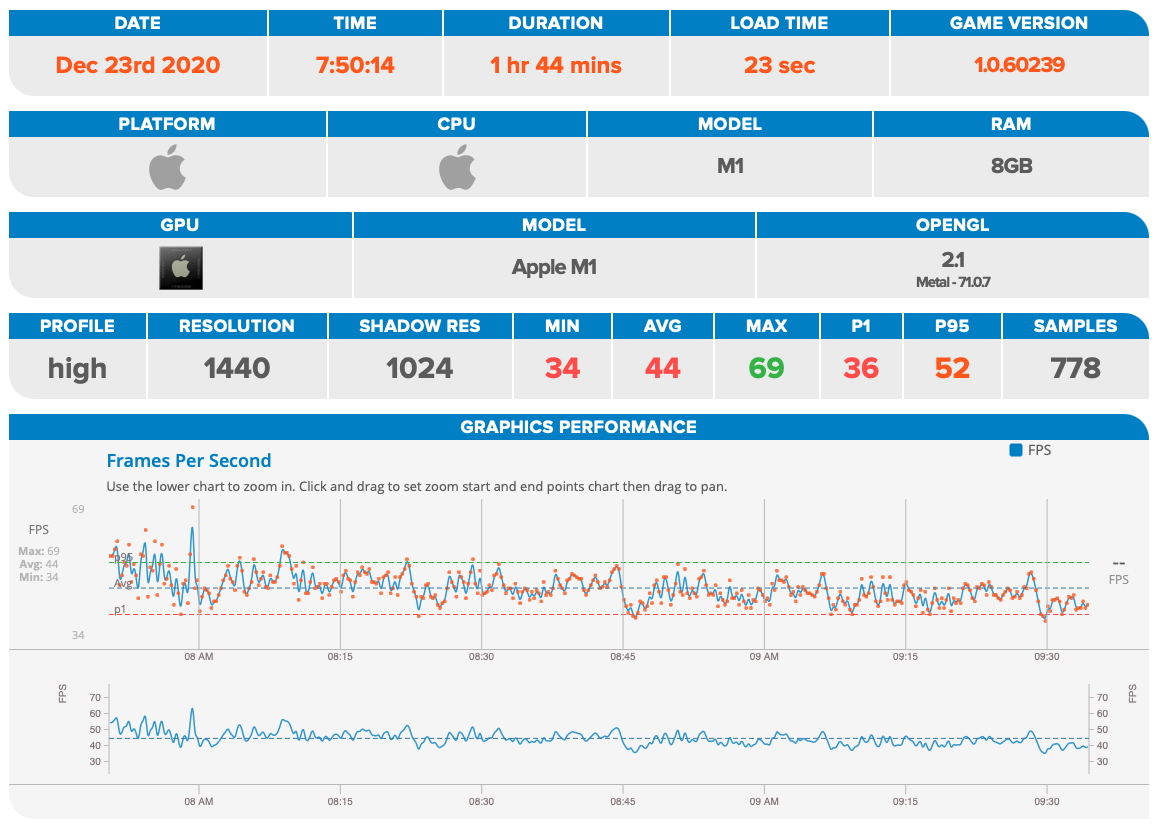 DATE TIME DURATION LOAD TIME GAME VERSION
Dec 23rd 2020 7:50:14 1 hr 44 mins 23 sec 1.0.60239
PLATFORM CPU MODEL RAM
M1 8GB
GPU MODEL OPENGL
Apple M1 2.1
Metal - 71.0.7
PROFILE RESOLUTION SHADOW RES MIN AVG MAX P1 P95 SAMPLES
high 1440 1024 34 44 69 36 52 778
GRAPHICS PERFORMANCE
FPS
Frames Per Second
Use the lower chart to zoom in. Click and drag to set zoom start and end points chart then drag to pan.
69
FPS
Max: 69
Avg: 44
Min: 34
p95
Avg
p1
34
--
FPS
08 AM 08:15 08:30 08:45 09 AM 09:15 09:30
FPS FPS
70 70
60 60
50 50
40 40
30 30
08 AM 08:15 08:30 08:45 09 AM 09:15 09:30